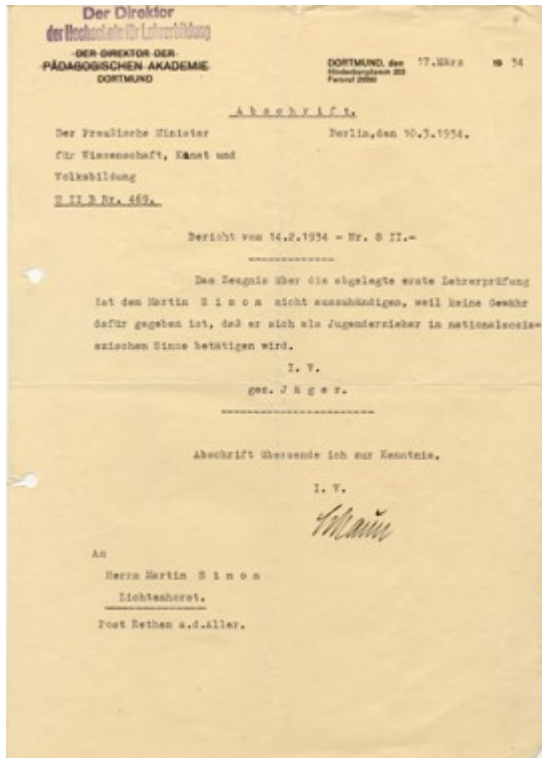 Der Direktor
der Hochschule für Lehrerbildung
DER DIREKTOR DER
PÄDAGOGISCHEN AKADEMIE
DORTMUND
4
DORTMUND, den 17.März 1934
Hindenburgdamm
Fernruf
Abschrift.
Der Preußische Minister
für Wissenschaft, Kunst und
Volksbildung
U II B Nr. 469.
Berlin,den 10.3.1934.
Bericht vom 14.2.1934 - Nr. 8 II.-
Das Zeugnis über die abgelegte erste Lehrerprüfung
ist dem Martin Simon nicht auszuhändigen, weil keine Gewähr
dafür gegeben ist, daß er sich als Jugenderzieher im nationalsozia-
listischen Sinne betätigen wird.
I. V.
gez. Jäger.
Abschrift übersende ich zur Kenntnis.
I. V.
An
Herrn Martin Simon
Lichtenhorst.
Post Rethem a.d.Aller.